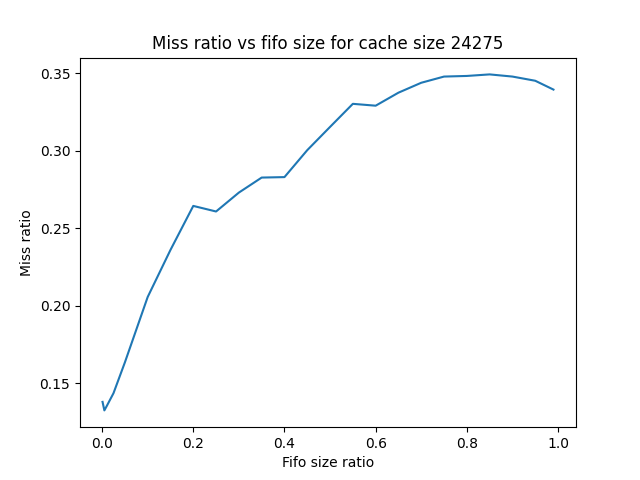 Miss ratio vs fifo size for cache size 24275
0.35
0.30
0.25
0.20
0.15
Miss ratio
0.0 0.2 0.4 0.6 0.8 1.0
Fifo size ratio